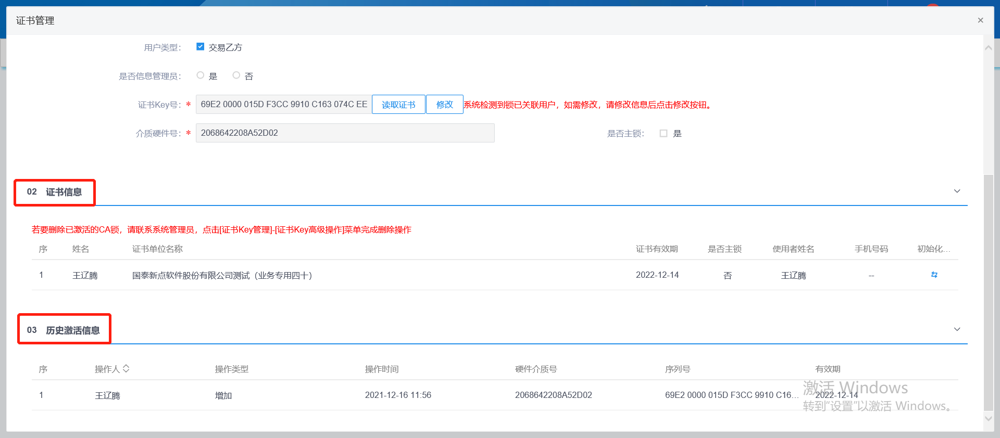 证书管理
用户类型： 交易乙方
是否信息管理员： 是 否
证书Key号：* 69E2 0000 015D F3CC 9910 C163 074C EE 读取证书 修改 系统检测到锁已关联用户，如需修改，请修改信息后点击修改按钮。
介质硬件号：* 2068642208A52D02 是否主锁： 是
02 证书信息
若要删除已激活的CA锁，请联系系统管理员，点击[证书Key管理]-[证书Key高级操作]菜单完成删除操作
序 姓名 证书单位名称 证书有效期 是否主锁 使用者姓名 手机号码 初始化...
1 王辽腾 国泰新点软件股份有限公司测试（业务专用四十） 2022-12-14 否 王辽腾 --
03 历史激活信息
序 操作人 操作类型 操作时间 硬件介质号 序列号 有效期
1 王辽腾 增加 2021-12-16 11:56 2068642208A52D02 69E2 0000 015D F3CC 9910 C16... 2022-12-14
激活 Windows
转到“设置”以激活 Windows。